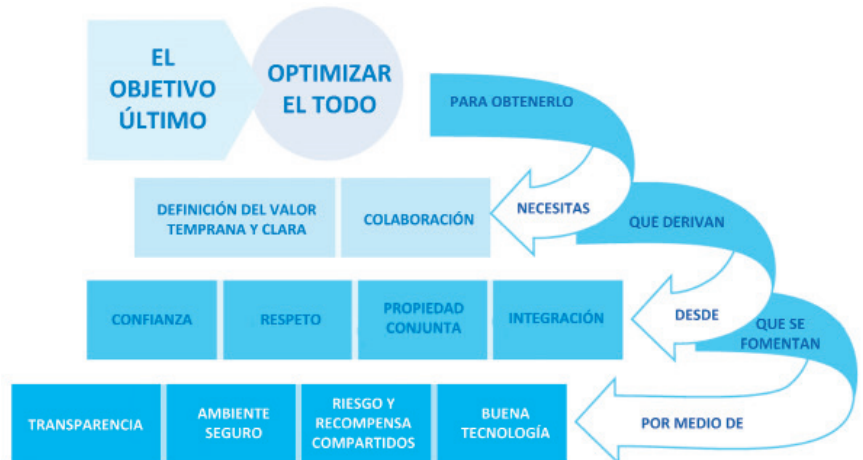 EL
OBJETIVO
ÚLTIMO
OPTIMIZAR
EL TODO
PARA OBTENERLO
DEFINICIÓN DEL VALOR
TEMPRANA Y CLARA
COLABORACIÓN
NECESITAS
QUE DERIVAN
CONFIANZA
RESPETO
PROPIEDAD
CONJUNTA
INTEGRACIÓN
DESDE
QUE SE
FOMENTAN
TRANSPARENCIA
AMBIENTE
SEGURO
RIESGO Y
RECOMPENSA
COMPARTIDOS
BUENA
TECNOLOGÍA
POR MEDIO DE